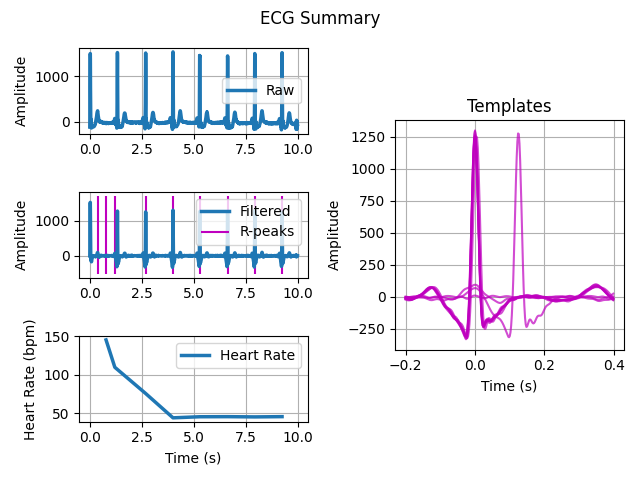 ECG Summary
Amplitude
1000
0
Raw
0.0 2.5 5.0 7.5 10.0
Amplitude
1000
0
Filtered
R-peaks
0.0 2.5 5.0 7.5 10.0
Heart Rate (bpm)
150
100
50
Heart Rate
0.0 2.5 5.0 7.5 10.0
Time (s)
Templates
Amplitude
1250
1000
750
500
250
0
−250
−0.2 0.0 0.2 0.4
Time (s)